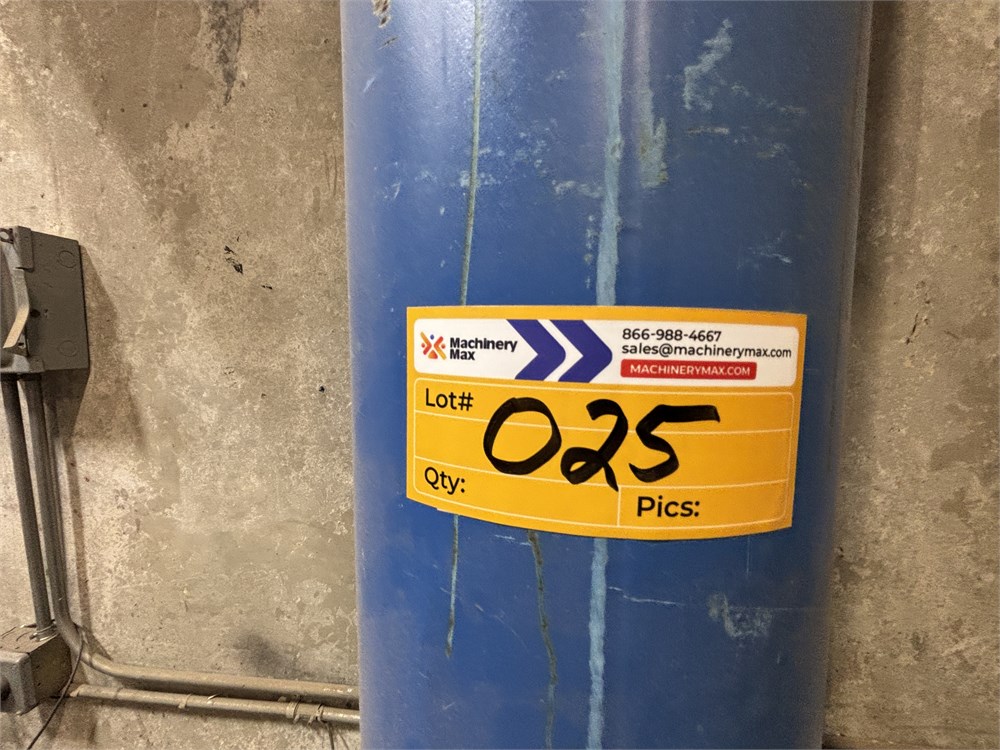 Machinery
Max
866-988-4667
sales@machinerymax.com
MACHINERYMAX.COM
Lot# 025
Qty:
Pics: